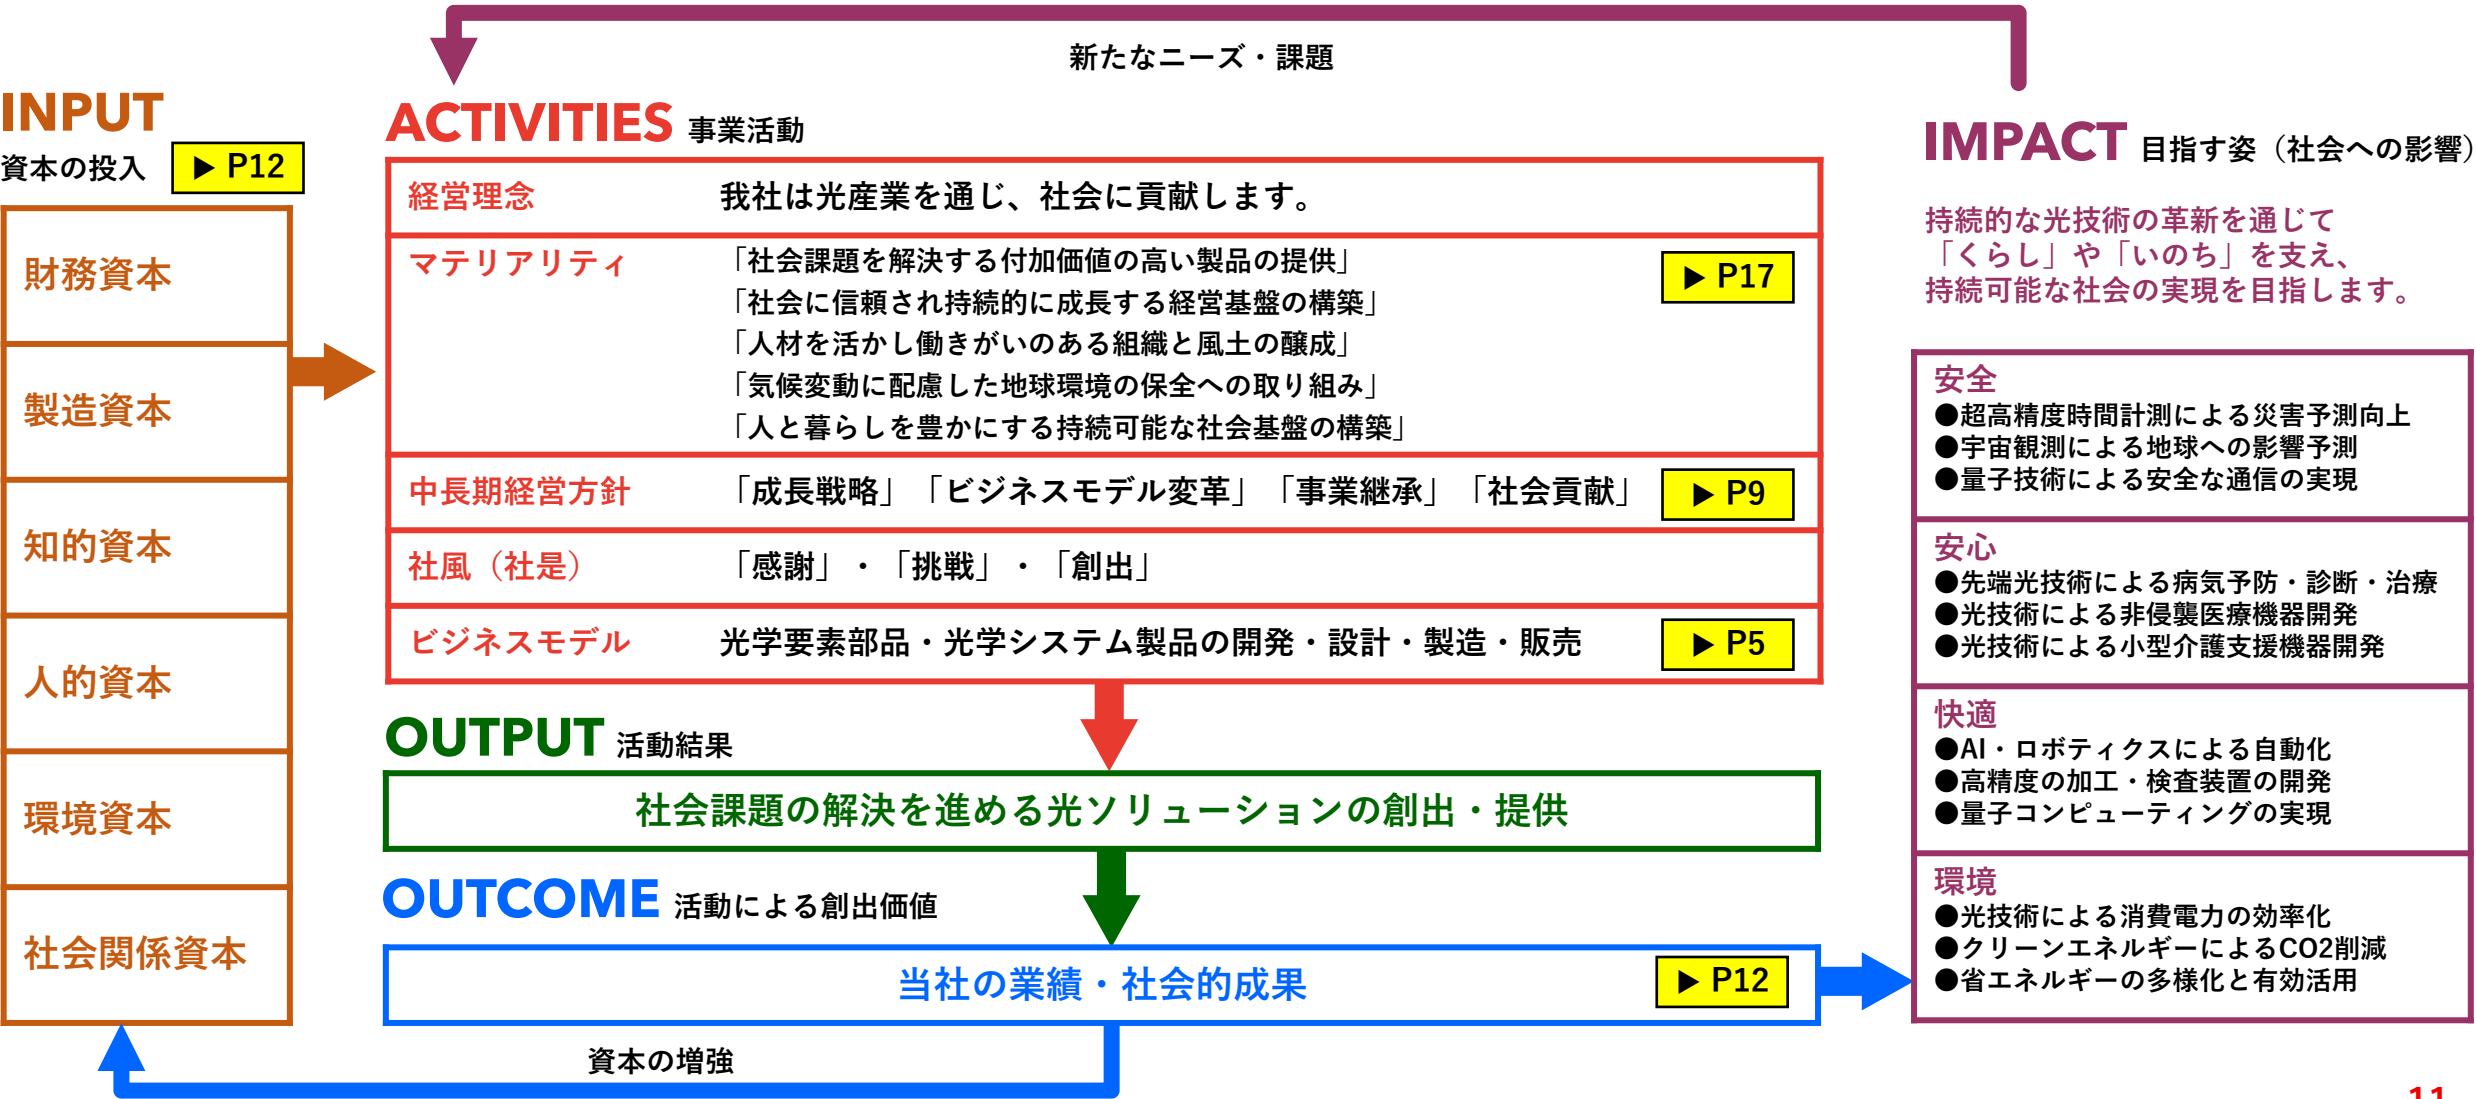 新たなニーズ・課題
INPUT
資本の投入 ▶ P12
財務資本
製造資本
知的資本
人的資本
環境資本
社会関係資本
ACTIVITIES 事業活動
経営理念 我社は光産業を通じ、社会に貢献します。
マテリアリティ 「社会課題を解決する付加価値の高い製品の提供」 ▶ P17
「社会に信頼され持続的に成長する経営基盤の構築」
「人材を活かし働きがいのある組織と風土の醸成」
「気候変動に配慮した地球環境の保全への取り組み」
「人と暮らしを豊かにする持続可能な社会基盤の構築」
中長期経営方針 「成長戦略」「ビジネスモデル変革」「事業継承」「社会貢献」 ▶ P9
社風（社是） 「感謝」・「挑戦」・「創出」
ビジネスモデル 光学要素部品・光学システム製品の開発・設計・製造・販売 ▶ P5
OUTPUT 活動結果
社会課題の解決を進める光ソリューションの創出・提供
OUTCOME 活動による創出価値
当社の業績・社会的成果 ▶ P12
資本の増強
IMPACT 目指す姿（社会への影響）
持続的な光技術の革新を通じて
「くらし」や「いのち」を支え、
持続可能な社会の実現を目指します。
安全
●超高精度時間計測による災害予測向上
●宇宙観測による地球への影響予測
●量子技術による安全な通信の実現
安心
●先端光技術による病気予防・診断・治療
●光技術による非侵襲医療機器開発
●光技術による小型介護支援機器開発
快適
●AI・ロボティクスによる自動化
●高精度の加工・検査装置の開発
●量子コンピューティングの実現
環境
●光技術による消費電力の効率化
●クリーンエネルギーによるCO2削減
●省エネルギーの多様化と有効活用
11